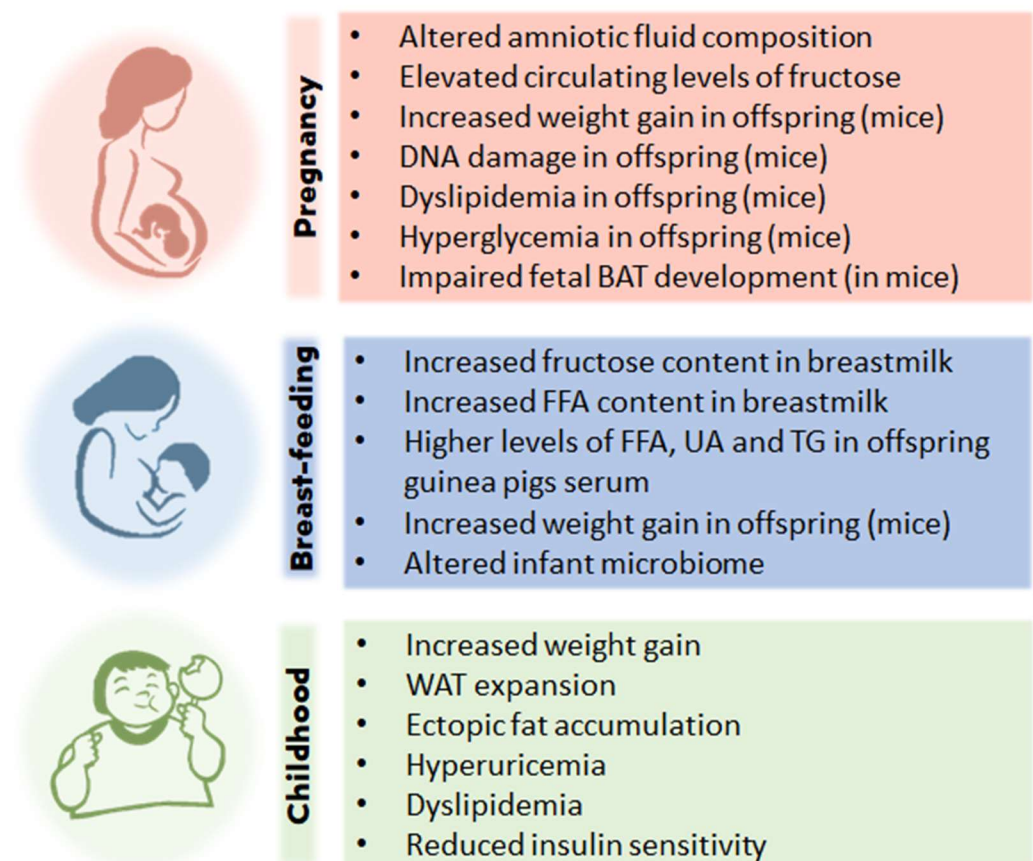 Pregnancy
• Altered amniotic fluid composition
• Elevated circulating levels of fructose
• Increased weight gain in offspring (mice)
• DNA damage in offspring (mice)
• Dyslipidemia in offspring (mice)
• Hyperglycemia in offspring (mice)
• Impaired fetal BAT development (in mice)
Breast-feeding
• Increased fructose content in breastmilk
• Increased FFA content in breastmilk
• Higher levels of FFA, UA and TG in offspring
guinea pigs serum
• Increased weight gain in offspring (mice)
• Altered infant microbiome
Childhood
• Increased weight gain
• WAT expansion
• Ectopic fat accumulation
• Hyperuricemia
• Dyslipidemia
• Reduced insulin sensitivity